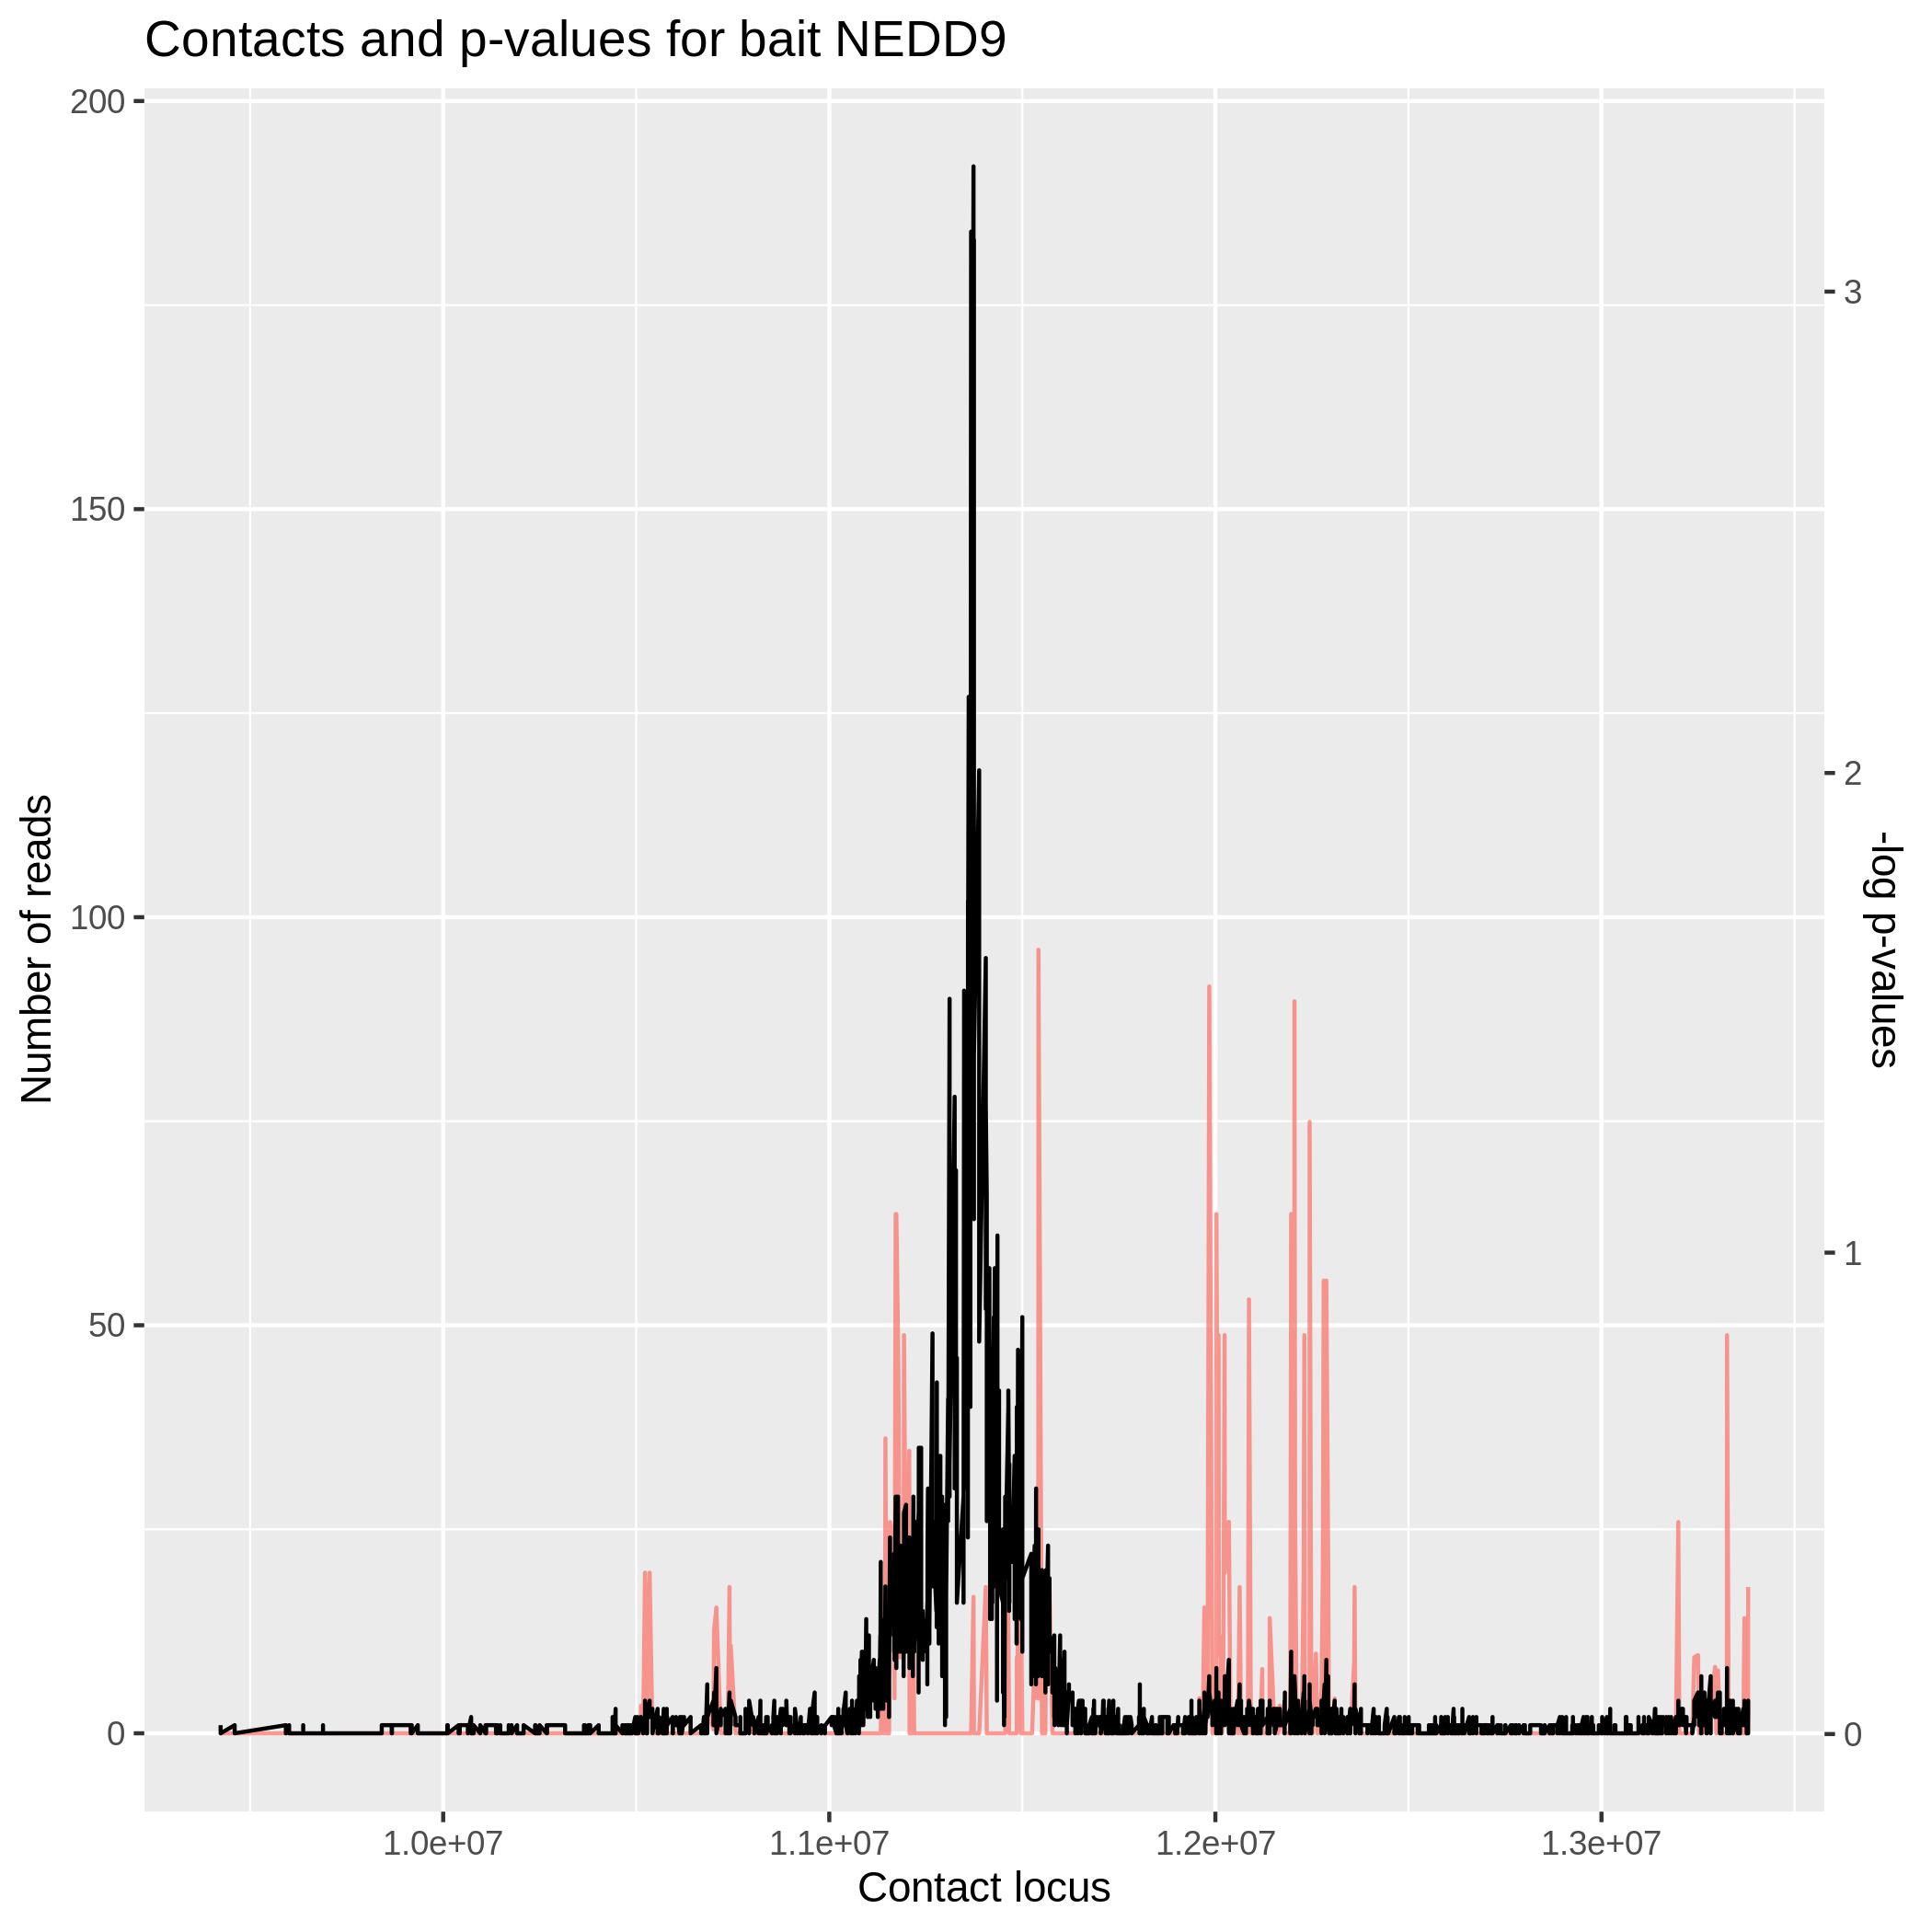 Contacts and p-values for bait NEDD9
200
150
100
50
0
Number of reads
3
2
1
0
-log p-values
1.0e+07 1.1e+07 1.2e+07 1.3e+07
Contact locus